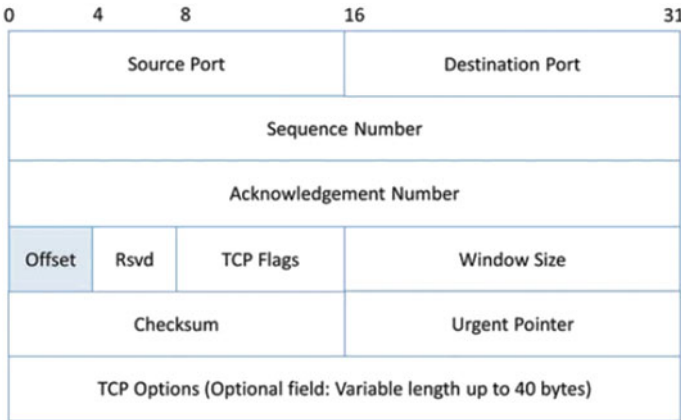 0 4 8 16 31
Source Port Destination Port
Sequence Number
Acknowledgement Number
Offset Rsvd TCP Flags Window Size
Checksum Urgent Pointer
TCP Options (Optional field: Variable length up to 40 bytes)